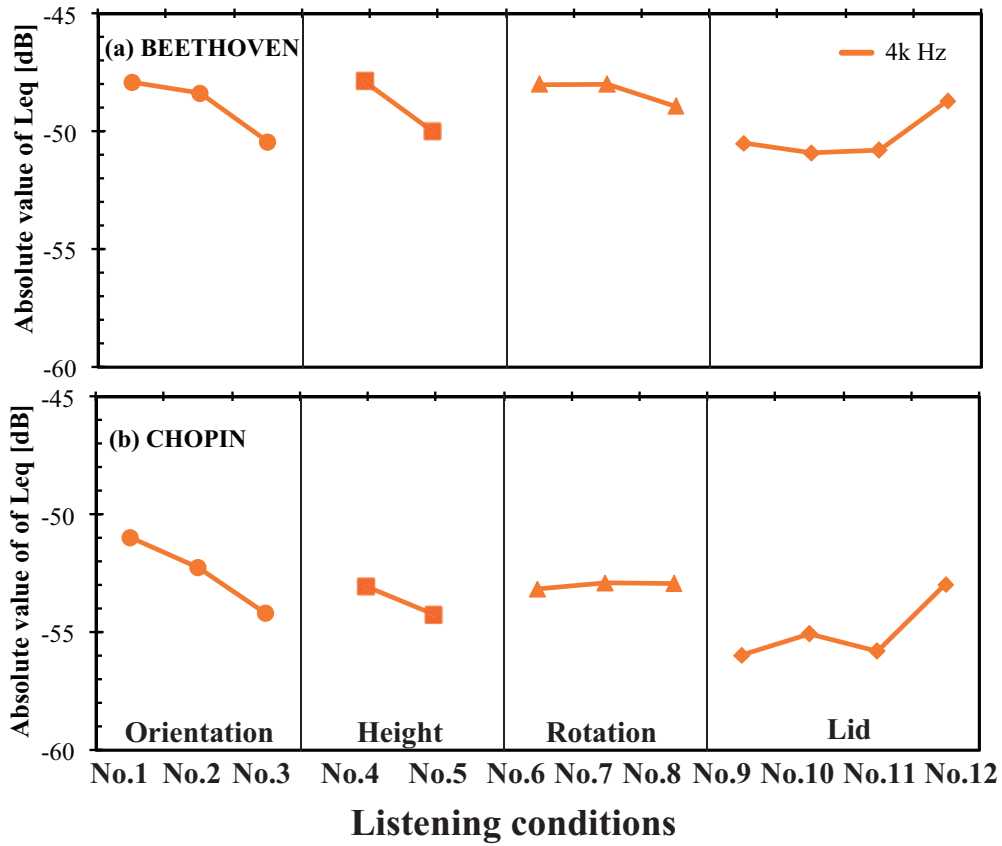 -45
(a) BEETHOVEN
4k Hz
-50
-55
-60
Absolute value of Leq [dB]
-45
(b) CHOPIN
-50
-55
-60
Absolute value of of Leq [dB]
Orientation Height Rotation Lid
No.1 No.2 No.3 No.4 No.5 No.6 No.7 No.8 No.9 No.10 No.11 No.12
Listening conditions